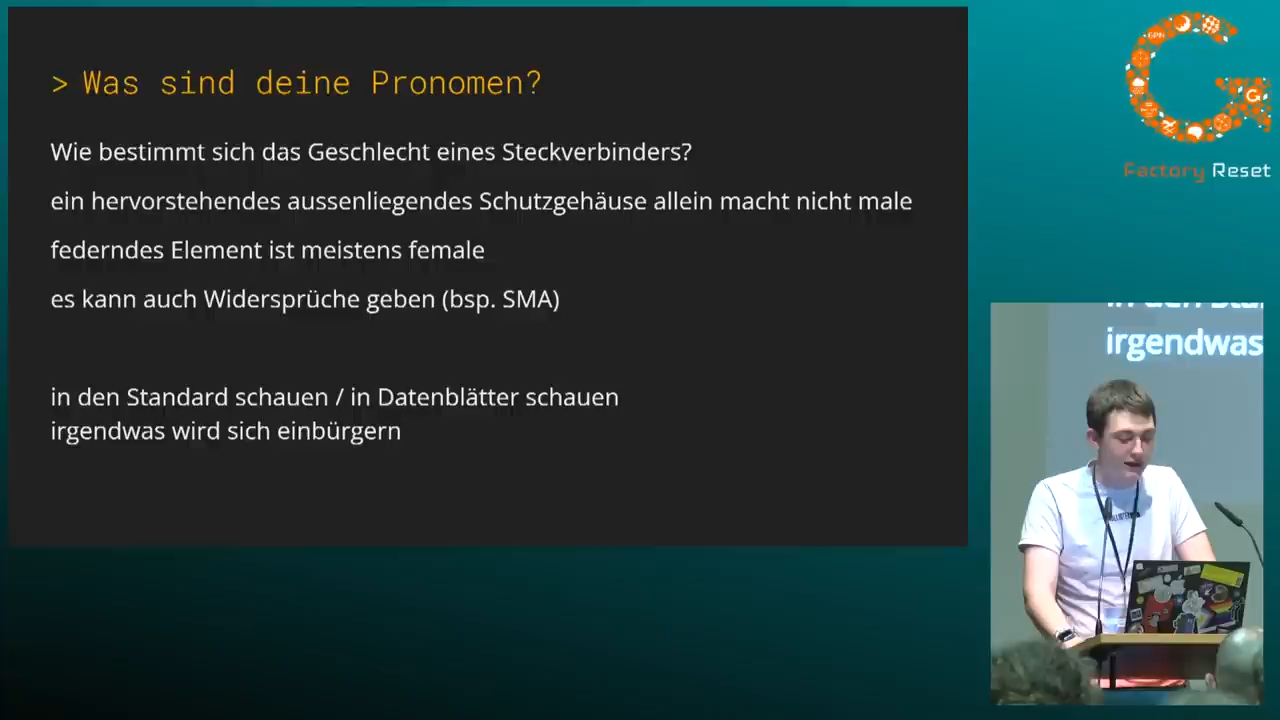 > Was sind deine Pronomen?
Wie bestimmt sich das Geschlecht eines Steckverbinders?
ein hervorstehendes aussenliegendes Schutzgehäuse allein macht nicht male
federndes Element ist meistens female
es kann auch Widersprüche geben (bsp. SMA)
in den Standard schauen / in Datenblätter schauen
irgendwas wird sich einbürgern
Factory Reset
irgendwas